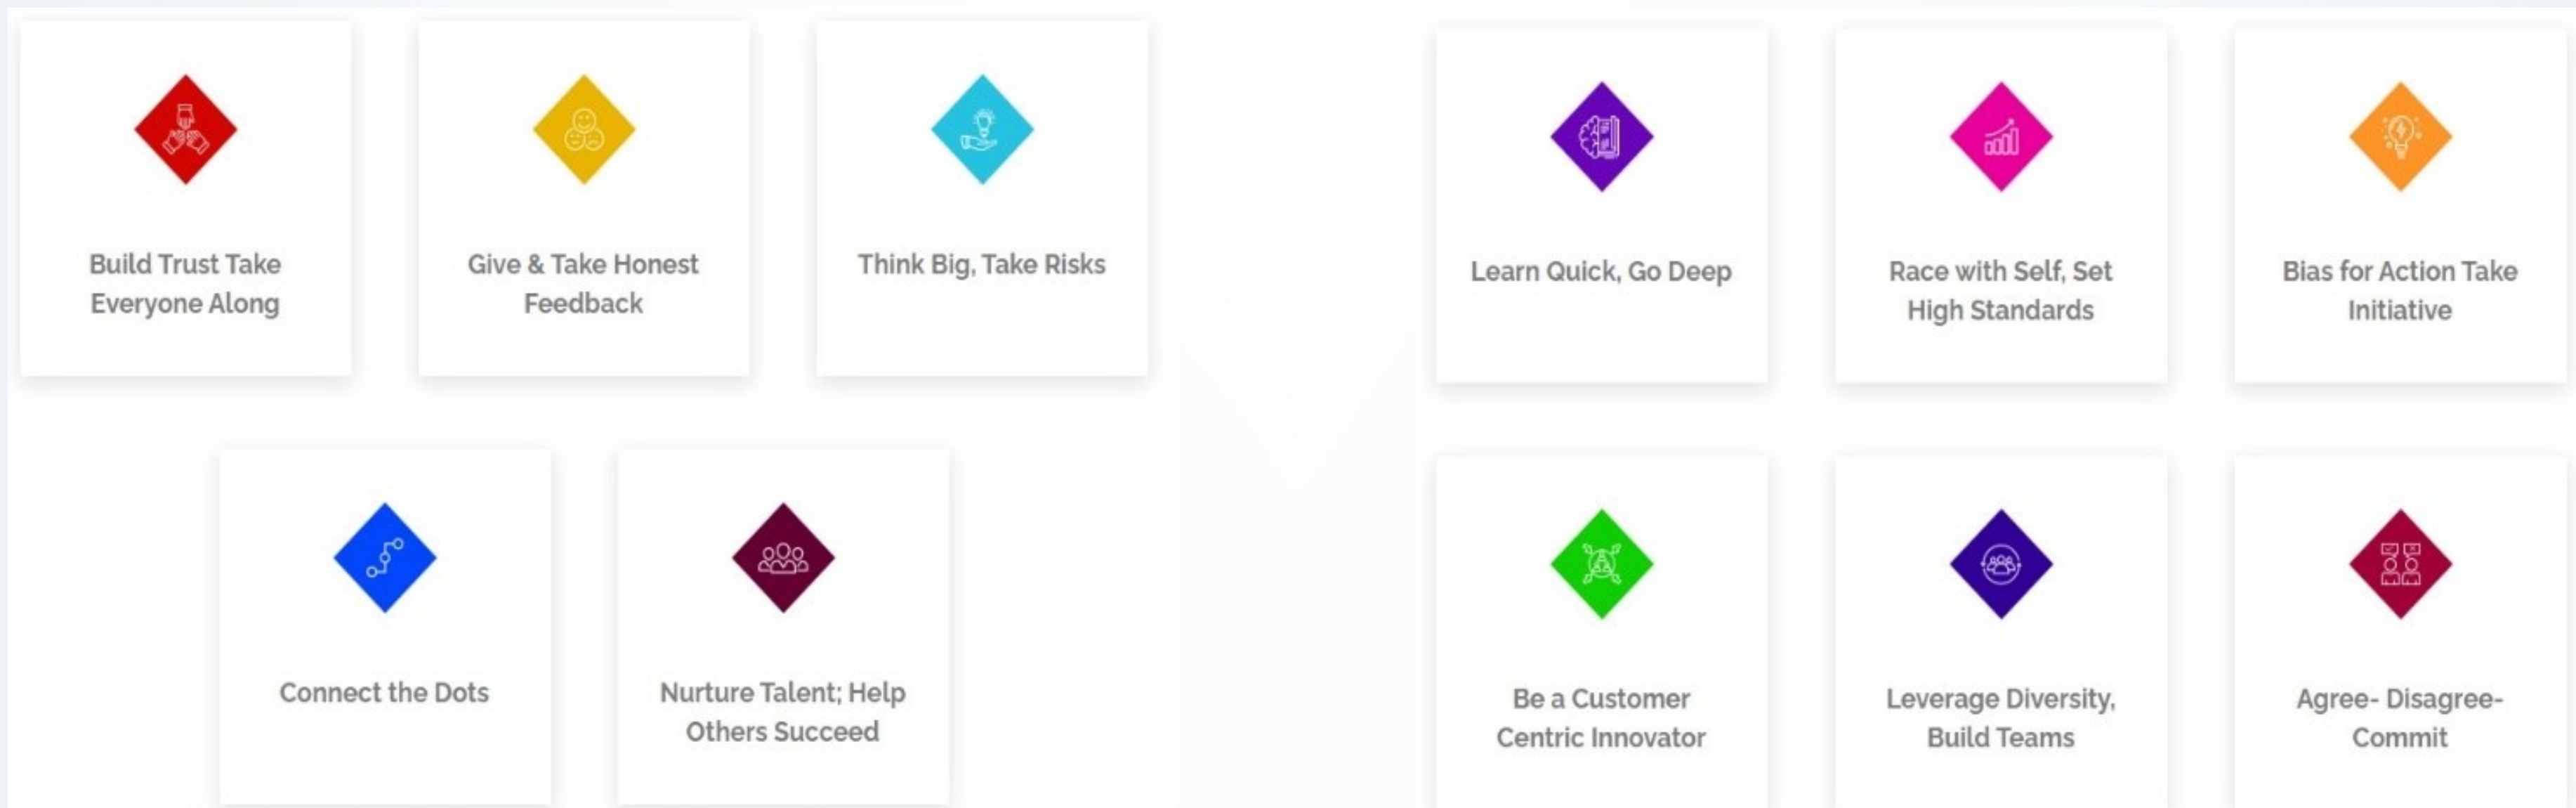 Build Trust Take
Everyone Along
Give & Take Honest
Feedback
Think Big, Take Risks
Connect the Dots
Nurture Talent; Help
Others Succeed
Learn Quick, Go Deep
Race with Self, Set
High Standards
Bias for Action Take
Initiative
Be a Customer
Centric Innovator
Leverage Diversity,
Build Teams
Agree- Disagree-
Commit